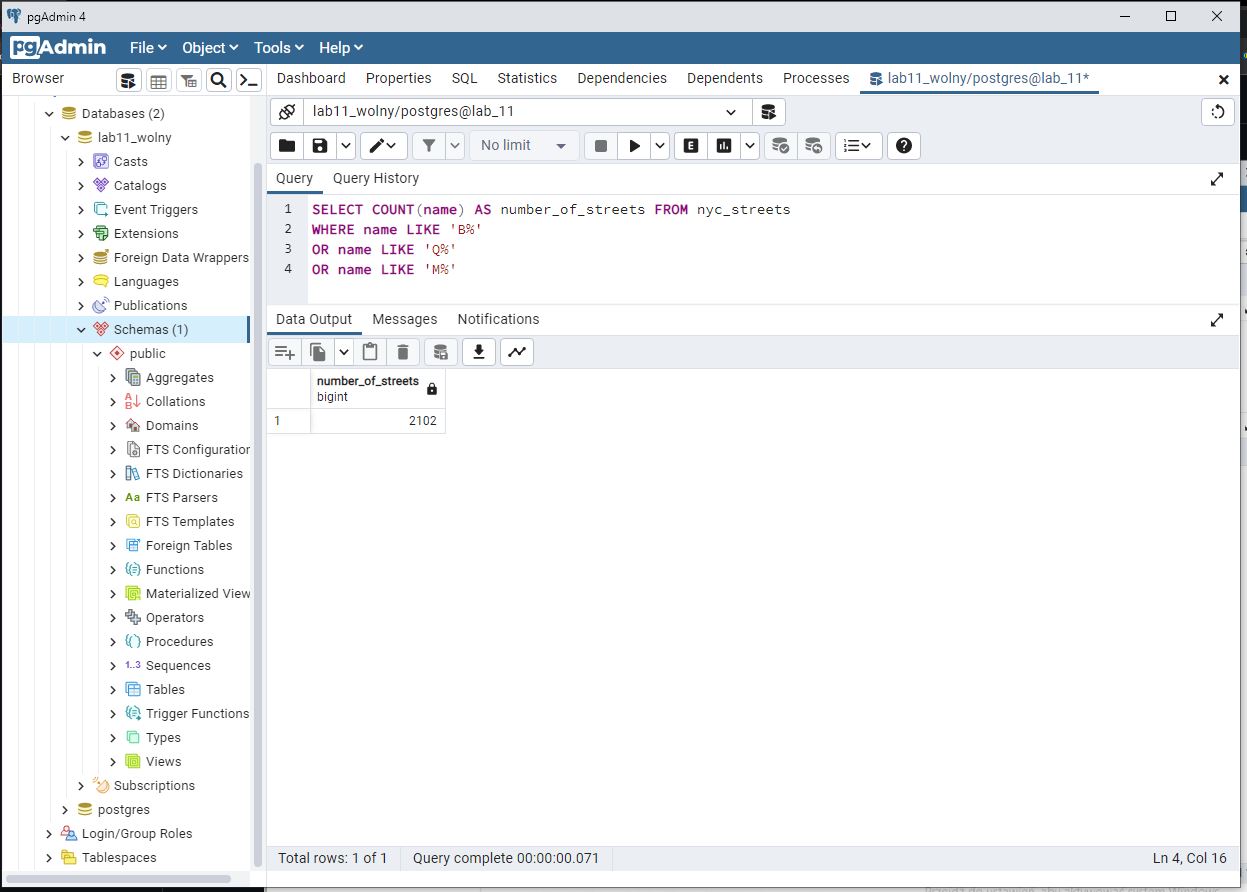 pgAdmin 4
pgAdmin File Object Tools Help
Browser
Dashboard Properties SQL Statistics Dependencies Dependents Processes lab11_wolny/postgres@lab_11*
Databases (2)
lab11_wolny
Casts
Catalogs
Event Triggers
Extensions
Foreign Data Wrappers
Languages
Publications
Schemas (1)
public
Aggregates
Collations
Domains
FTS Configuration
FTS Dictionaries
Aa FTS Parsers
FTS Templates
Foreign Tables
Functions
Materialized View
Operators
Procedures
1..3 Sequences
Tables
Trigger Functions
Types
Views
Subscriptions
postgres
Login/Group Roles
Tablespaces
lab11_wolny/postgres@lab_11
No limit
E
Query Query History
1 SELECT COUNT(name) AS number_of_streets FROM nyc_streets
2 WHERE name LIKE 'B%'
3 OR name LIKE 'Q%'
4 OR name LIKE 'M%'
Data Output Messages Notifications
number_of_streets
bigint
1 2102
Total rows: 1 of 1 Query complete 00:00:00.071 Ln 4, Col 16